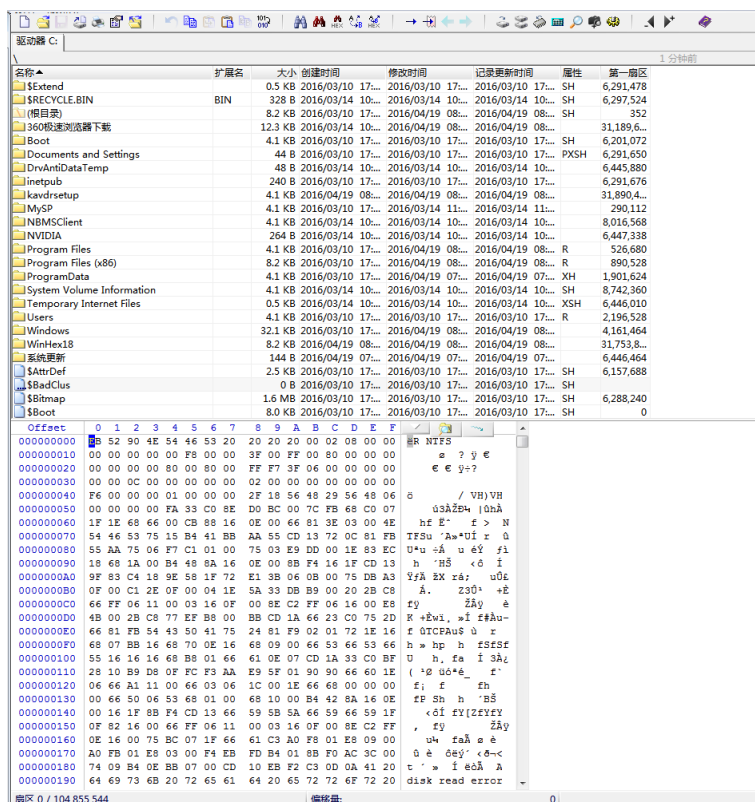 驱动器 C:
\ 1 分钟前
名称 扩展名 大小 创建时间 修改时间 记录更新时间 属性 第一扇区
$Extend 0.5 KB 2016/03/10 17:... 2016/03/10 17:... 2016/03/10 17:... SH 6,291,478
$RECYCLE.BIN BIN 328 B 2016/03/14 10:... 2016/03/14 10:... 2016/03/10 17:... SH 6,297,524
(根目录) 8.2 KB 2016/03/10 17:... 2016/04/19 08:... 2016/04/19 08:... SH 352
360极速浏览器下载 12.3 KB 2016/03/14 10:... 2016/04/19 08:... 2016/04/19 08:... 31,189,6...
Boot 4.1 KB 2016/03/10 17:... 2016/03/10 17:... 2016/03/10 17:... SH 6,201,072
Documents and Settings 44 B 2016/03/10 17:... 2016/03/10 17:... 2016/03/10 17:... PXSH 6,291,650
DrvAntiDataTemp 48 B 2016/03/14 10:... 2016/03/14 10:... 2016/03/14 10:... 6,445,880
inetpub 240 B 2016/03/10 17:... 2016/03/10 17:... 2016/03/10 17:... 6,291,676
kavdrsetup 4.1 KB 2016/04/19 08:... 2016/04/19 08:... 2016/04/19 08:... 31,890,4...
MySP 4.1 KB 2016/03/10 17:... 2016/03/14 11:... 2016/03/14 11:... 290,112
NBMSClient 4.1 KB 2016/03/14 10:... 2016/03/14 10:... 2016/03/14 10:... 8,016,568
NVIDIA 264 B 2016/03/14 10:... 2016/03/14 10:... 2016/03/14 10:... 6,447,338
Program Files 4.1 KB 2016/03/10 17:... 2016/04/19 08:... 2016/04/19 08:... R 526,680
Program Files (x86) 8.2 KB 2016/03/10 17:... 2016/04/19 08:... 2016/04/19 08:... R 890,528
ProgramData 4.1 KB 2016/03/10 17:... 2016/04/19 07:... 2016/04/19 07:... XH 1,901,624
System Volume Information 4.1 KB 2016/03/14 10:... 2016/03/14 10:... 2016/03/14 10:... SH 8,742,360
Temporary Internet Files 0.5 KB 2016/03/14 10:... 2016/03/14 10:... 2016/03/14 10:... XSH 6,446,010
Users 4.1 KB 2016/03/10 17:... 2016/03/10 17:... 2016/03/10 17:... R 2,196,528
Windows 32.1 KB 2016/03/10 17:... 2016/04/19 08:... 2016/04/19 08:... 4,161,464
WinHex18 8.2 KB 2016/04/19 08:... 2016/04/19 08:... 2016/04/19 08:... 31,753,8...
系统更新 144 B 2016/04/19 07:... 2016/04/19 07:... 2016/04/19 07:... 6,446,464
$AttrDef 2.5 KB 2016/03/10 17:... 2016/03/10 17:... 2016/03/10 17:... SH 6,157,688
$BadClus 0 B 2016/03/10 17:... 2016/03/10 17:... 2016/03/10 17:... SH
$Bitmap 1.6 MB 2016/03/10 17:... 2016/03/10 17:... 2016/03/10 17:... SH 6,288,240
$Boot 8.0 KB 2016/03/10 17:... 2016/03/10 17:... 2016/03/10 17:... SH 0
Offset 0 1 2 3 4 5 6 7 8 9 A B C D E F
000000000 EB 52 90 4E 54 46 53 20 20 20 20 00 02 08 00 00 ëR NTFS
000000010 00 00 00 00 00 F8 00 00 3F 00 FF 00 80 00 00 00 ø ? ÿ €
000000020 00 00 00 00 80 00 80 00 FF F7 3F 06 00 00 00 00 € € ÿ÷?
000000030 00 00 0C 00 00 00 00 00 02 00 00 00 00 00 00 00
000000040 F6 00 00 00 01 00 00 00 2F 18 56 48 29 56 48 06 ö / VH)VH
000000050 00 00 00 00 FA 33 C0 8E D0 BC 00 7C FB 68 C0 07 ú3ÀŽÐ¼ |ûhÀ
000000060 1F 1E 68 66 00 CB 88 16 0E 00 66 81 3E 03 00 4E hf Ëˆ f > N
000000070 54 46 53 75 15 B4 41 BB AA 55 CD 13 72 0C 81 FB TFSu ´A»ªUÍ r û
000000080 55 AA 75 06 F7 C1 01 00 75 03 E9 DD 00 1E 83 EC Uªu ÷Á u éÝ ƒì
000000090 18 68 1A 00 B4 48 8A 16 0E 00 8B F4 16 1F CD 13 h ´HŠ ‹ô Í
0000000A0 9F 83 C4 18 9E 58 1F 72 E1 3B 06 0B 00 75 DB A3 ŸƒÄ žX rá; uÛ£
0000000B0 0F 00 C1 2E 0F 00 04 1E 5A 33 DB B9 00 20 2B C8 Á. Z3Û¹ +È
0000000C0 66 FF 06 11 00 03 16 0F 00 8E C2 FF 06 16 00 E8 fÿ ŽÂÿ è
0000000D0 4B 00 2B C8 77 EF B8 00 BB CD 1A 66 23 C0 75 2D K +Èwï¸ »Í f#Àu-
0000000E0 66 81 FB 54 43 50 41 75 24 81 F9 02 01 72 1E 16 f ûTCPAu$ ù r
0000000F0 68 07 BB 16 68 70 0E 16 68 09 00 66 53 66 53 66 h » hp h fSfSf
000000100 55 16 16 16 68 B8 01 66 61 0E 07 CD 1A 33 C0 BF U h¸ fa Í 3À¿
000000110 28 10 B9 D8 0F FC F3 AA E9 5F 01 90 90 66 60 1E ( ¹Ø üóªé_ f`
000000120 06 66 A1 11 00 66 03 06 1C 00 1E 66 68 00 00 00 f¡ f fh
000000130 00 66 50 06 53 68 01 00 68 10 00 B4 42 8A 16 0E fP Sh h ´BŠ
000000140 00 16 1F 8B F4 CD 13 66 59 5B 5A 66 59 66 59 1F ‹ôÍ fY[ZfYfY
000000150 0F 82 16 00 66 FF 06 11 00 03 16 0F 00 8E C2 FF ‚ fÿ ŽÂÿ
000000160 0E 16 00 75 BC 07 1F 66 61 C3 A0 F8 01 E8 09 00 u¼ faÃ ø è
000000170 A0 FB 01 E8 03 00 F4 EB FD B4 01 8B F0 AC 3C 00 û è ôëý´ ‹ð¬<
000000180 74 09 B4 0E BB 07 00 CD 10 EB F2 C3 0D 0A 41 20 t ´ » Í ëòÃ A
000000190 64 69 73 6B 20 72 65 61 64 20 65 72 72 6F 72 20 disk read error
扇区 0 / 104,855,544 偏移量: 0